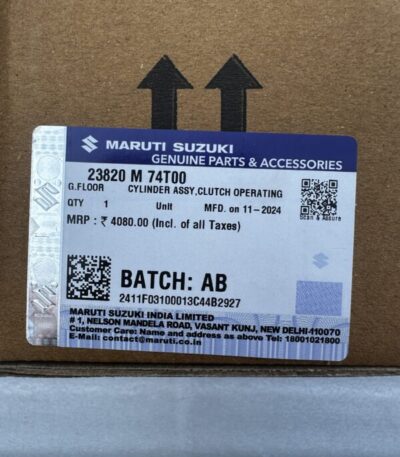 MARUTI SUZUKI
GENUINE PARTS & ACCESSORIES
23820 M 74T00
G.FLOOR CYLINDER ASSY,CLUTCH OPERATING
QTY 1 Unit MFD. on 11-2024
Scan & Assure
MRP : ₹ 4080.00 (Incl. of all Taxes)
BATCH: AB
2411F03100013C44B2927
MARUTI SUZUKI INDIA LIMITED
# 1, NELSON MANDELA ROAD, VASANT KUNJ, NEW DELHI-110070
Customer Care: Name and address as above Tel: 18001021800
E-Mail: contact@maruti.co.in